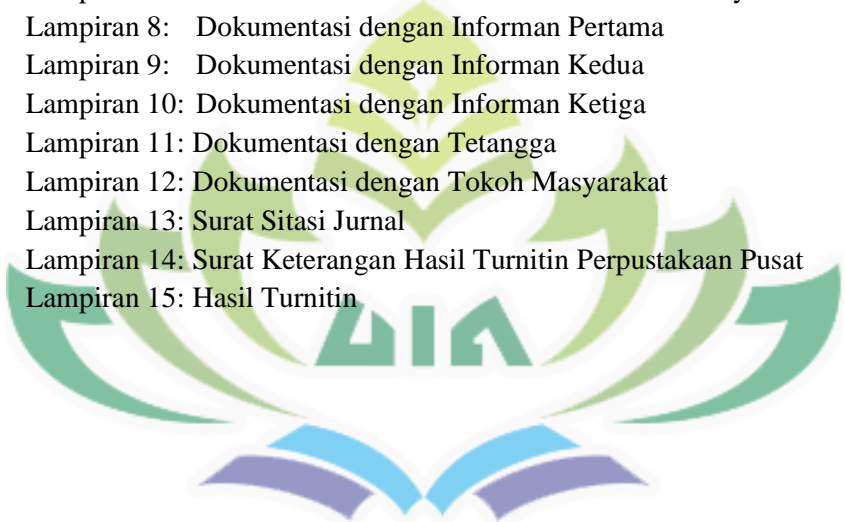 Lampiran 8: Dokumentasi dengan Informan Pertama
Lampiran 9: Dokumentasi dengan Informan Kedua
Lampiran 10: Dokumentasi dengan Informan Ketiga
Lampiran 11: Dokumentasi dengan Tetangga
Lampiran 12: Dokumentasi dengan Tokoh Masyarakat
Lampiran 13: Surat Sitasi Jurnal
Lampiran 14: Surat Keterangan Hasil Turnitin Perpustakaan Pusat
Lampiran 15: Hasil Turnitin